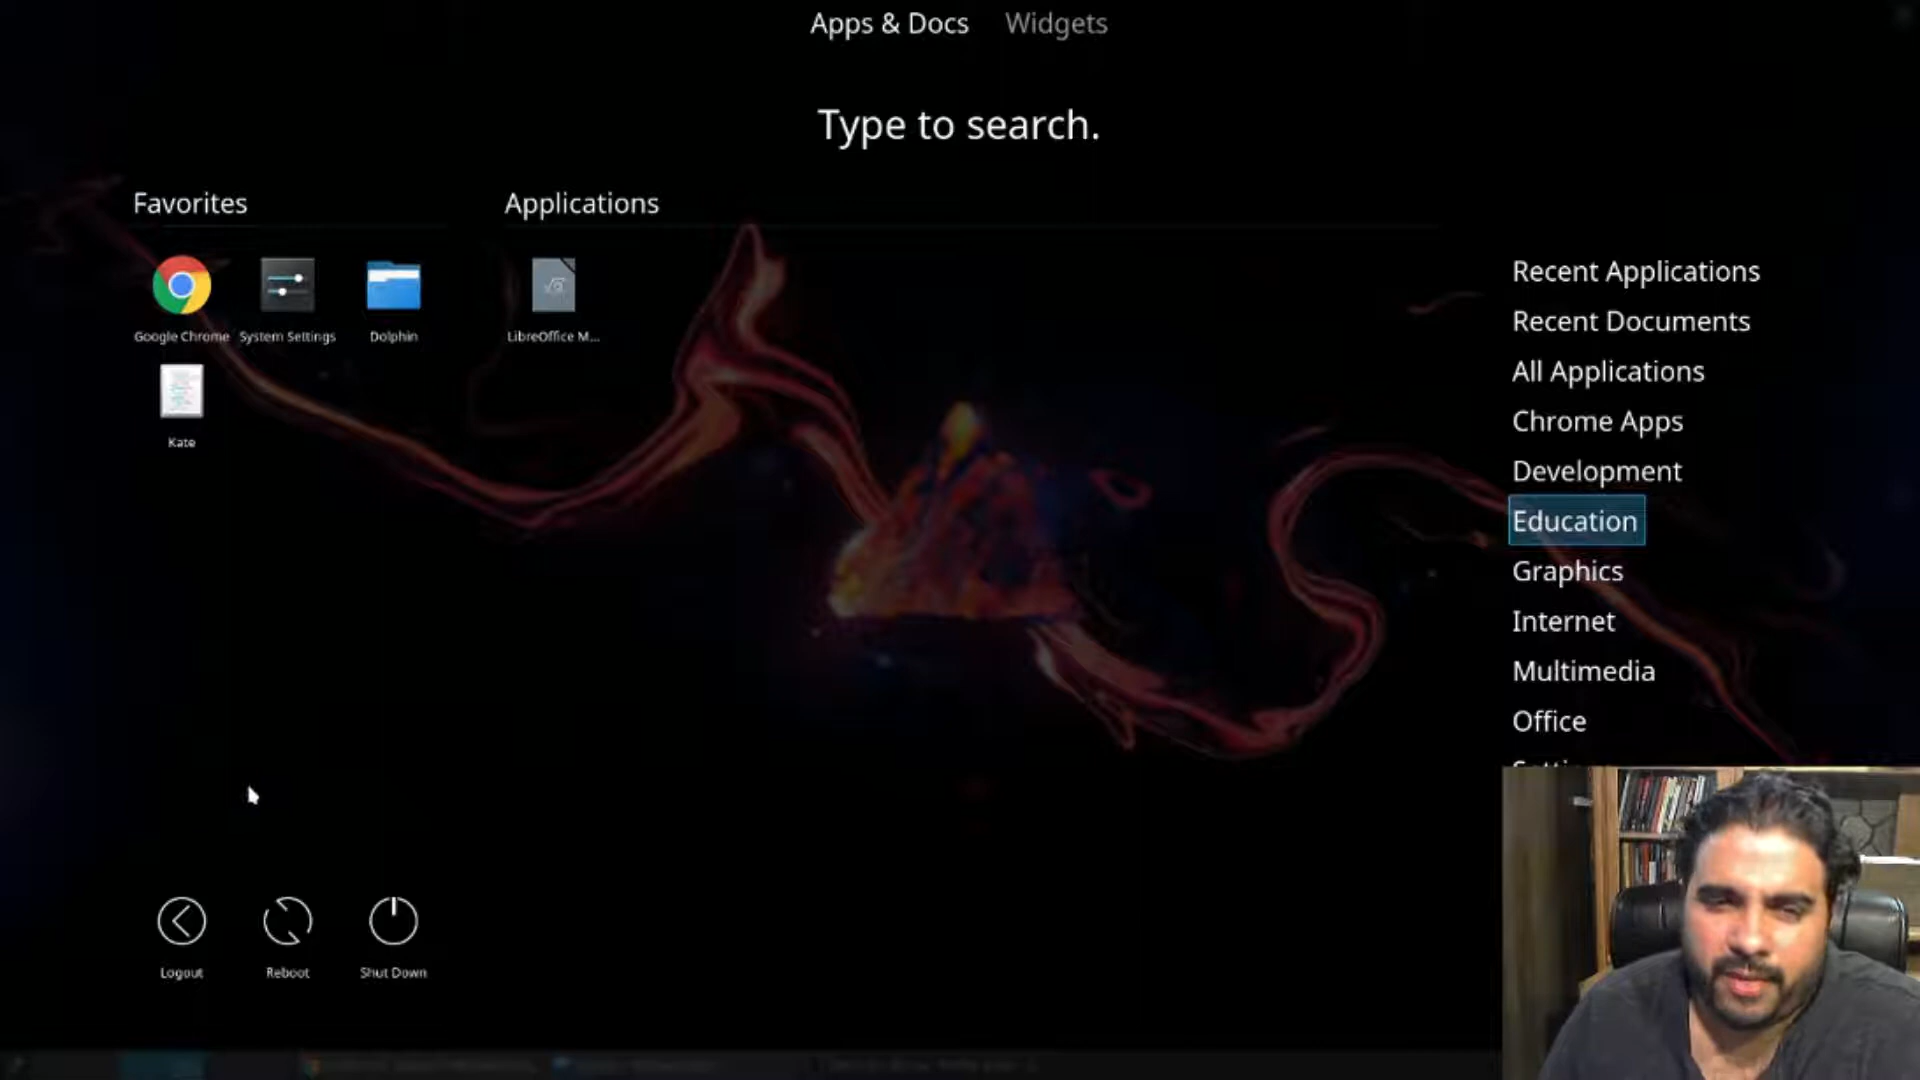 Apps & Docs Widgets
Type to search.
Favorites
Applications
Google Chrome
System Settings
Dolphin
LibreOffice M...
Kate
Recent Applications
Recent Documents
All Applications
Chrome Apps
Development
Education
Graphics
Internet
Multimedia
Office
Logout
Reboot
Shut Down